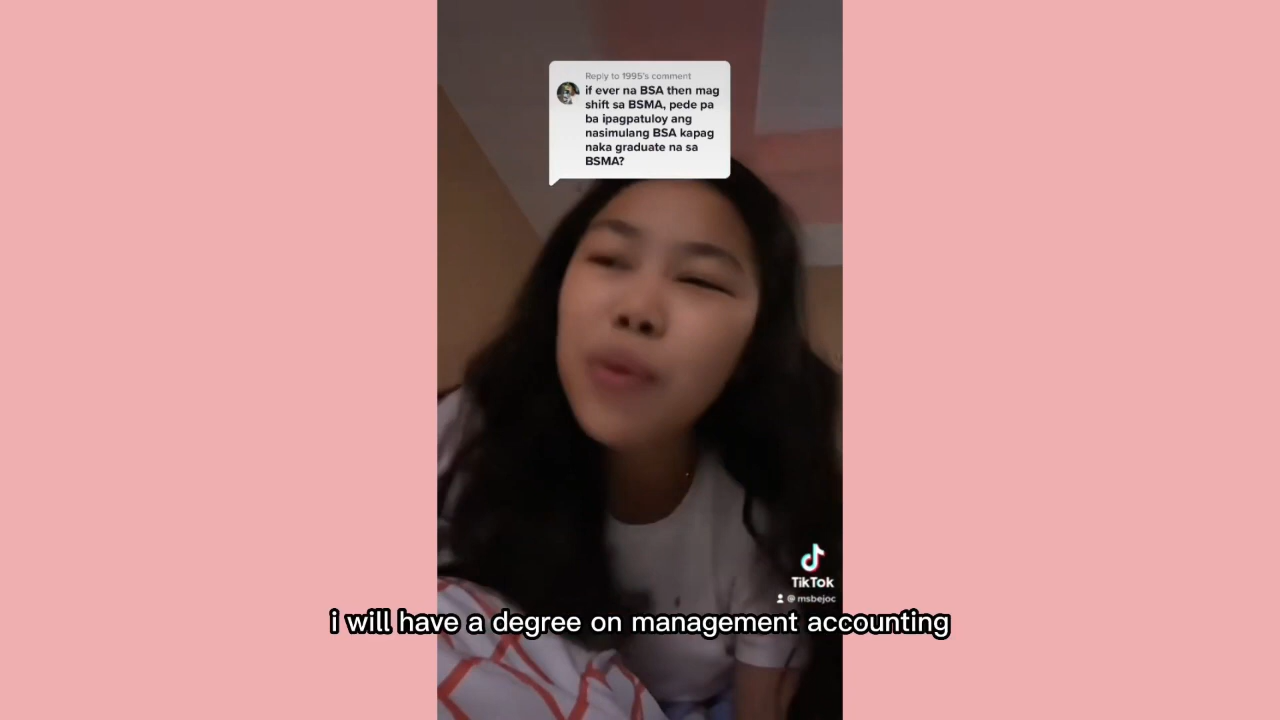 Reply to 1995's comment
if ever na BSA then mag
shift sa BSMA, pede pa
ba ipagpatuloy ang
nasimulang BSA kapag
naka graduate na sa
BSMA?
TikTok
@ msbejoc
i will have a degree on management accounting